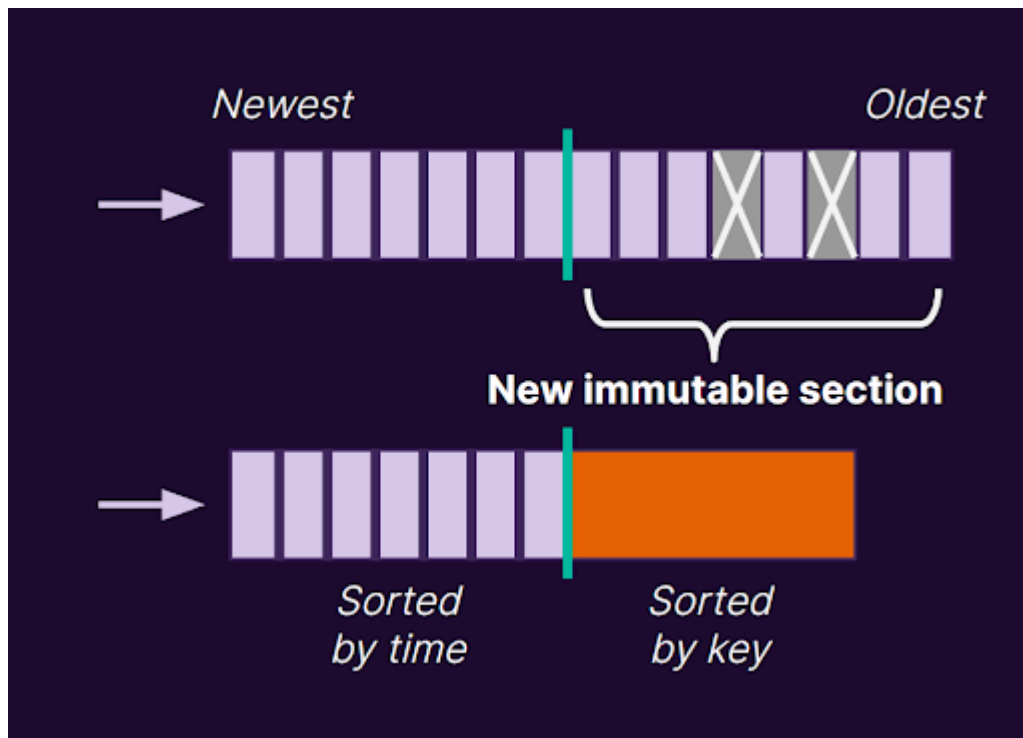 Newest
Oldest
New immutable section
Sorted
by time
Sorted
by key